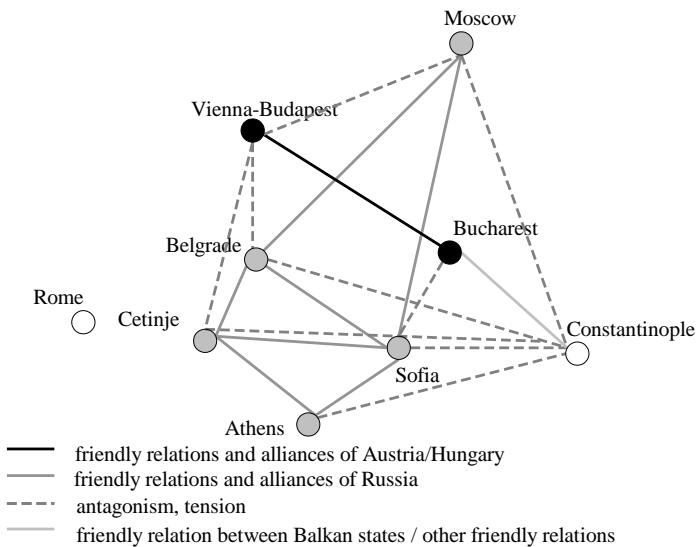 Moscow
Vienna-Budapest
Bucharest
Belgrade
Rome
Cetinje
Constantinople
Sofia
Athens
friendly relations and alliances of Austria/Hungary
friendly relations and alliances of Russia
antagonism, tension
friendly relation between Balkan states / other friendly relations